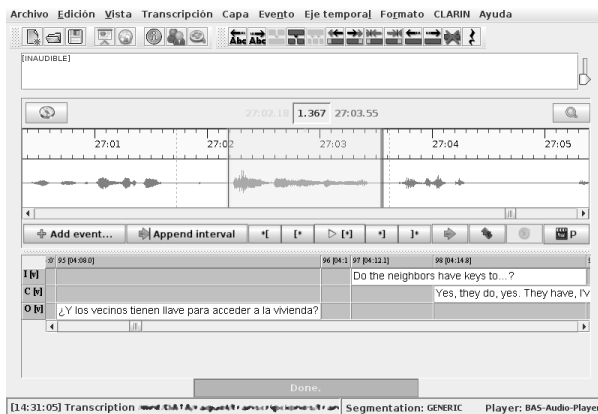 Archivo Edición Vista Transcripción Capa Evento Eje temporal Formato CLARIN Ayuda
Abc Abc
[INAUDIBLE]
27:02.18 1.367 27:03.55
27:01 27:02 27:03 27:04 27:05
Add event... Append interval *[ [* [*] *] ]* P
95 [04:08.0] 96 [04:1 97 [04:12.1] 98 [04:14.8]
I [v] Do the neighbors have keys to...?
C [v] Yes, they do, yes. They have, I'v
O [v] ¿Y los vecinos tienen llave para acceder a la vivienda?
Done.
[14:31:05] Transcription Segmentation: GENERIC Player: BAS-Audio-Playe